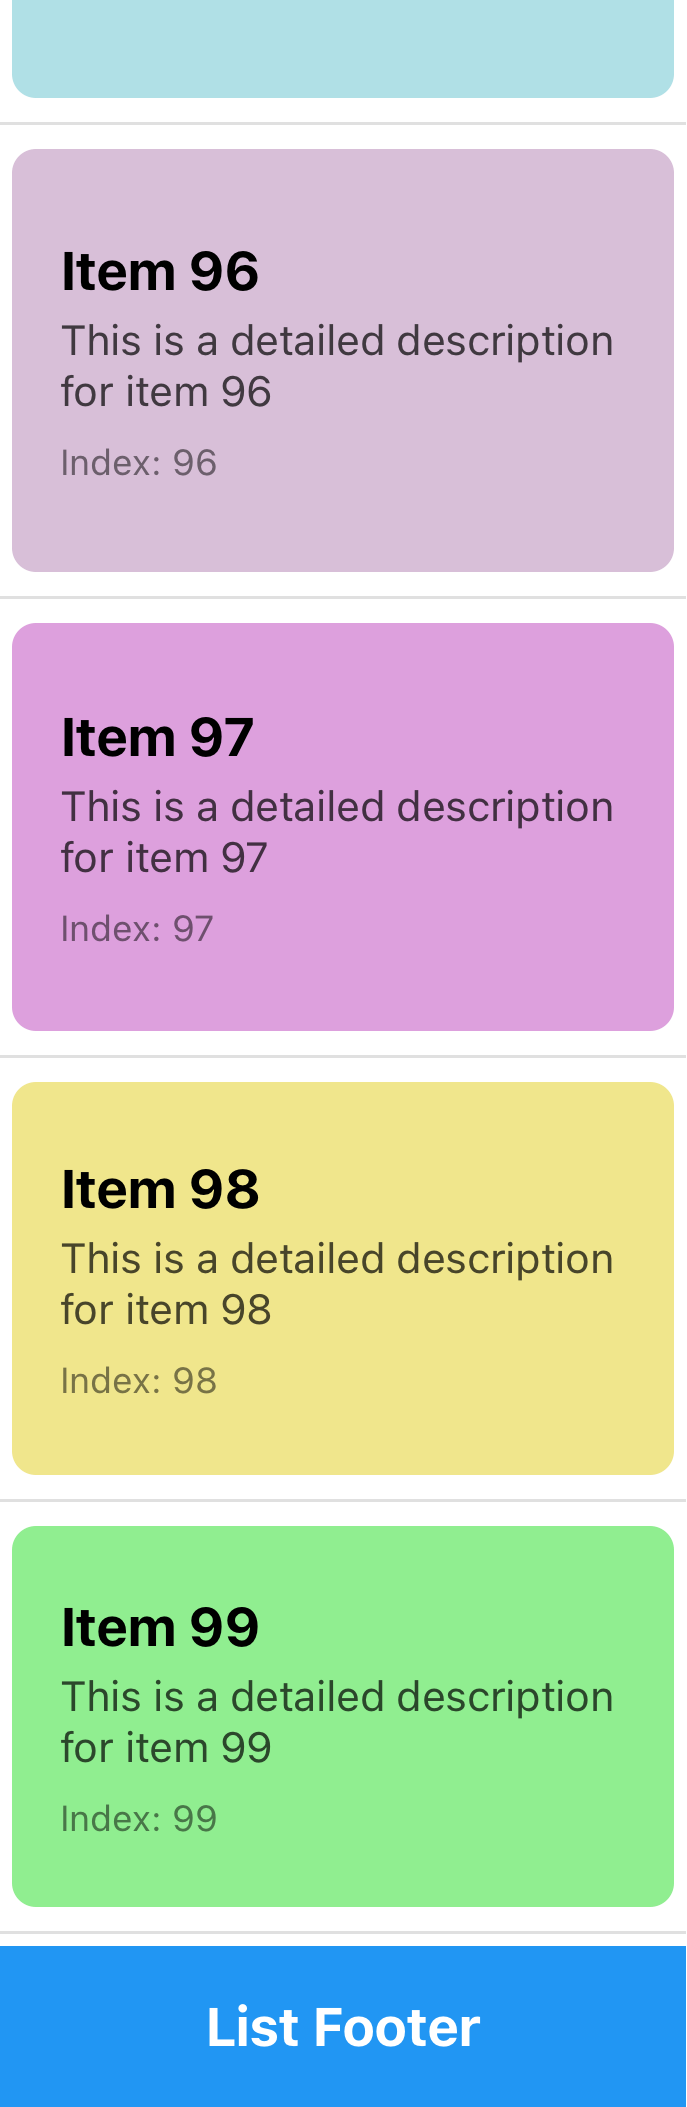 Item 96
This is a detailed description
for item 96
Index: 96
Item 97
This is a detailed description
for item 97
Index: 97
Item 98
This is a detailed description
for item 98
Index: 98
Item 99
This is a detailed description
for item 99
Index: 99
List Footer